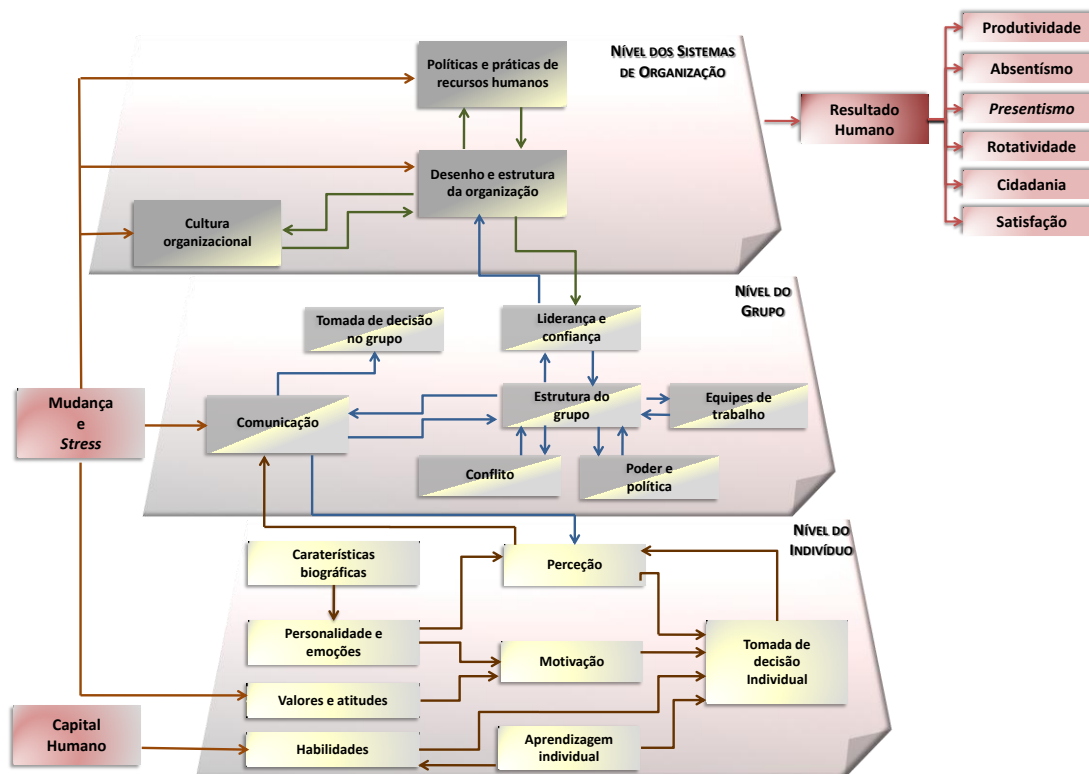 NÍVEL DOS SISTEMAS
DE ORGANIZAÇÃO
Políticas e práticas de
recursos humanos
Desenho e estrutura
da organização
Cultura
organizacional
Resultado
Humano
Produtividade
Absentísmo
Presentismo
Rotatividade
Cidadania
Satisfação
NÍVEL DO
GRUPO
Tomada de decisão
no grupo
Liderança e
confiança
Mudança
e
Stress
Comunicação
Estrutura do
grupo
Equipes de
trabalho
Conflito
Poder e
política
NÍVEL DO
INDIVÍDUO
Caraterísticas
biográficas
Perceção
Personalidade e
emoções
Motivação
Tomada de
decisão
Individual
Valores e atitudes
Capital
Humano
Habilidades
Aprendizagem
individual